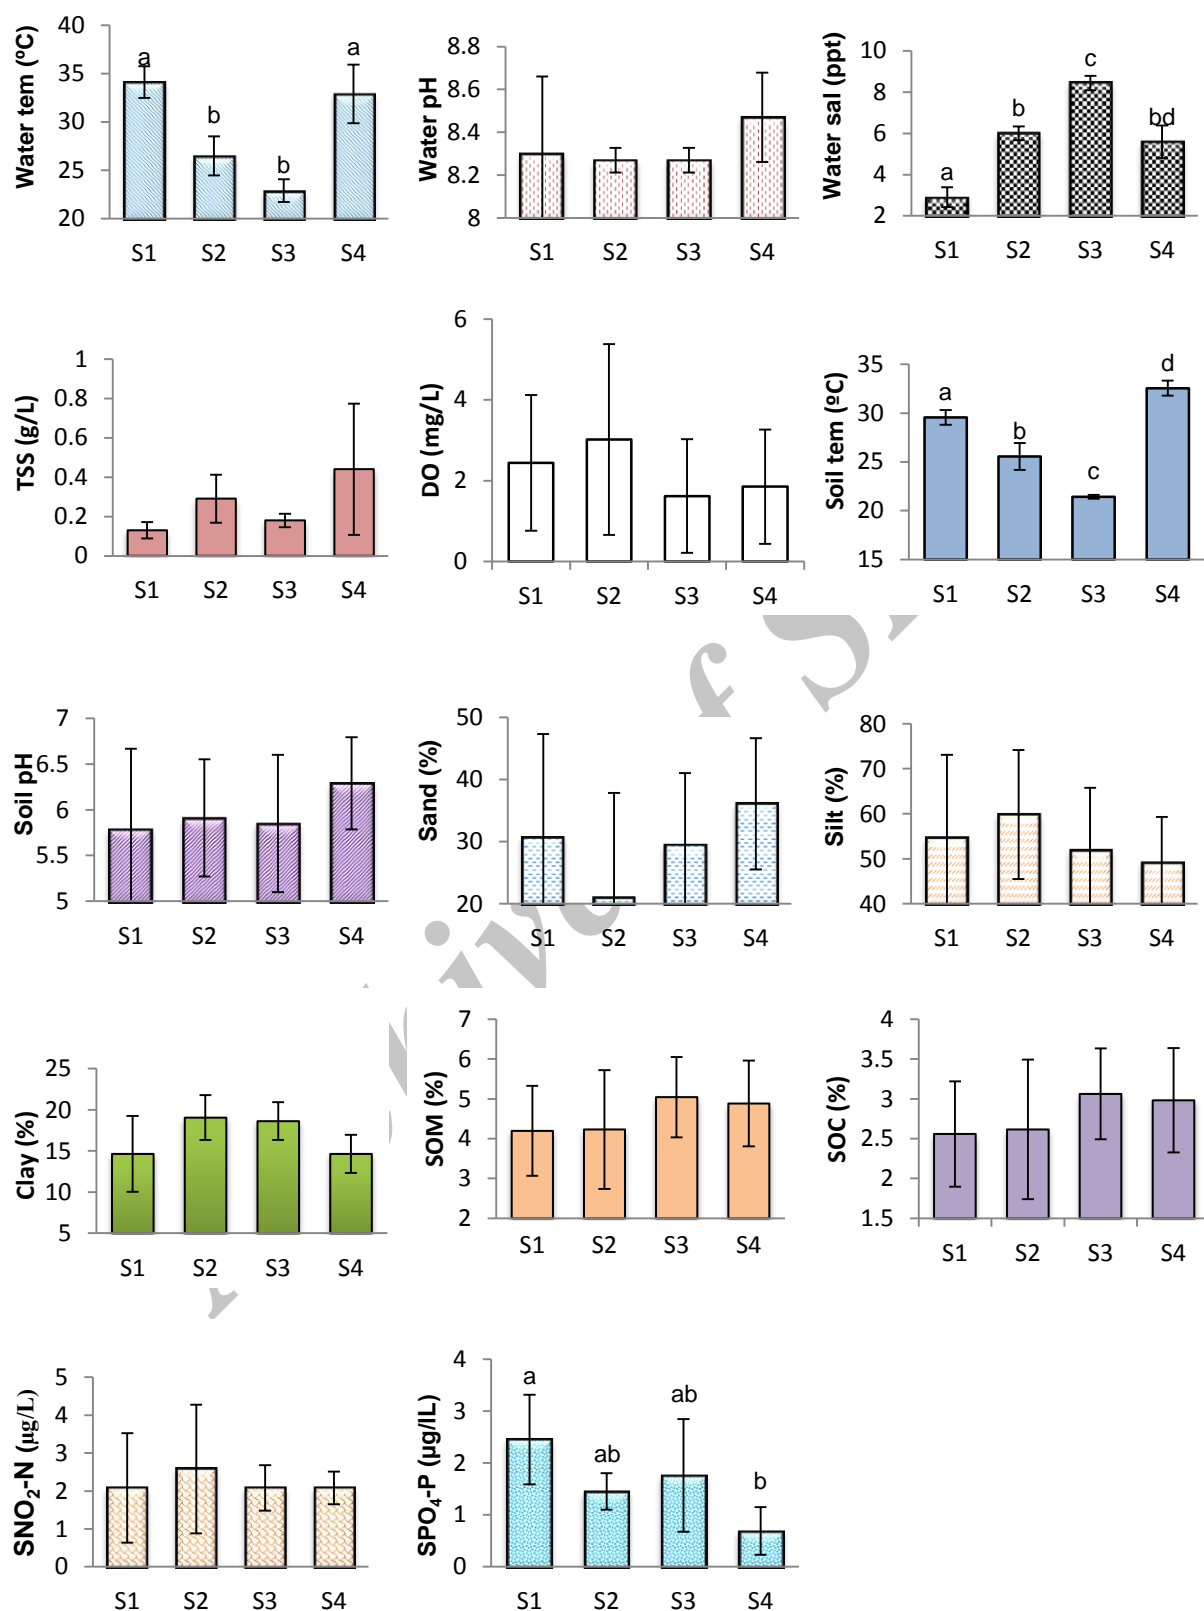 Water tem (ºC)
40
35
30
25
20
a
b
b
a
S1 S2 S3 S4
Water pH
8.8
8.6
8.4
8.2
8
S1 S2 S3 S4
Water sal (ppt)
10
8
6
4
2
a
b
c
bd
S1 S2 S3 S4
TSS (g/L)
1
0.8
0.6
0.4
0.2
0
S1 S2 S3 S4
DO (mg/L)
6
4
2
0
S1 S2 S3 S4
Soil tem (ºC)
35
30
25
20
15
a
b
c
d
S1 S2 S3 S4
Soil pH
7
6.5
6
5.5
5
S1 S2 S3 S4
Sand (%)
50
40
30
20
S1 S2 S3 S4
Silt (%)
80
70
60
50
40
S1 S2 S3 S4
Clay (%)
25
20
15
10
5
S1 S2 S3 S4
SOM (%)
7
6
5
4
3
2
S1 S2 S3 S4
SOC (%)
4
3.5
3
2.5
2
1.5
S1 S2 S3 S4
SNO₂-N (µg/L)
5
4
3
2
1
0
S1 S2 S3 S4
SPO₄-P (µg/lL)
4
3
2
1
0
a
ab
ab
b
S1 S2 S3 S4